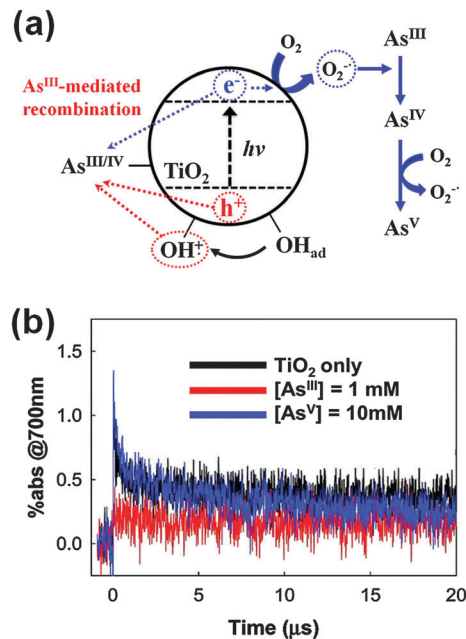 (a)
O₂
As^III
As^III-mediated
recombination
e⁻
O₂⁻·
As^IV
hν
As^III/IV
TiO₂
O₂
O₂⁻·
h⁺
OH⁺·
OH_ad
As^V
(b)
1.5
TiO₂ only
[As^III] = 1 mM
1.0
[As^V] = 10mM
%abs @700nm
0.5
0.0
0 5 10 15 20
Time (μs)